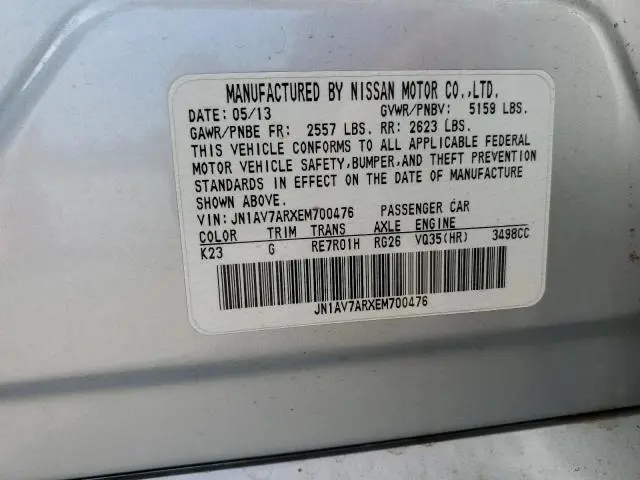 MANUFACTURED BY NISSAN MOTOR CO.,LTD.
DATE: 05/13 GVWR/PNBV: 5159 LBS.
GAWR/PNBE FR: 2557 LBS. RR: 2623 LBS.
THIS VEHICLE CONFORMS TO ALL APPLICABLE FEDERAL
MOTOR VEHICLE SAFETY,BUMPER,AND THEFT PREVENTION
STANDARDS IN EFFECT ON THE DATE OF MANUFACTURE
SHOWN ABOVE.
VIN: JN1AV7ARXEM700476 PASSENGER CAR
COLOR TRIM TRANS AXLE ENGINE
K23 G RE7R01H RG26 VQ35(HR) 3498CC
JN1AV7ARXEM700476